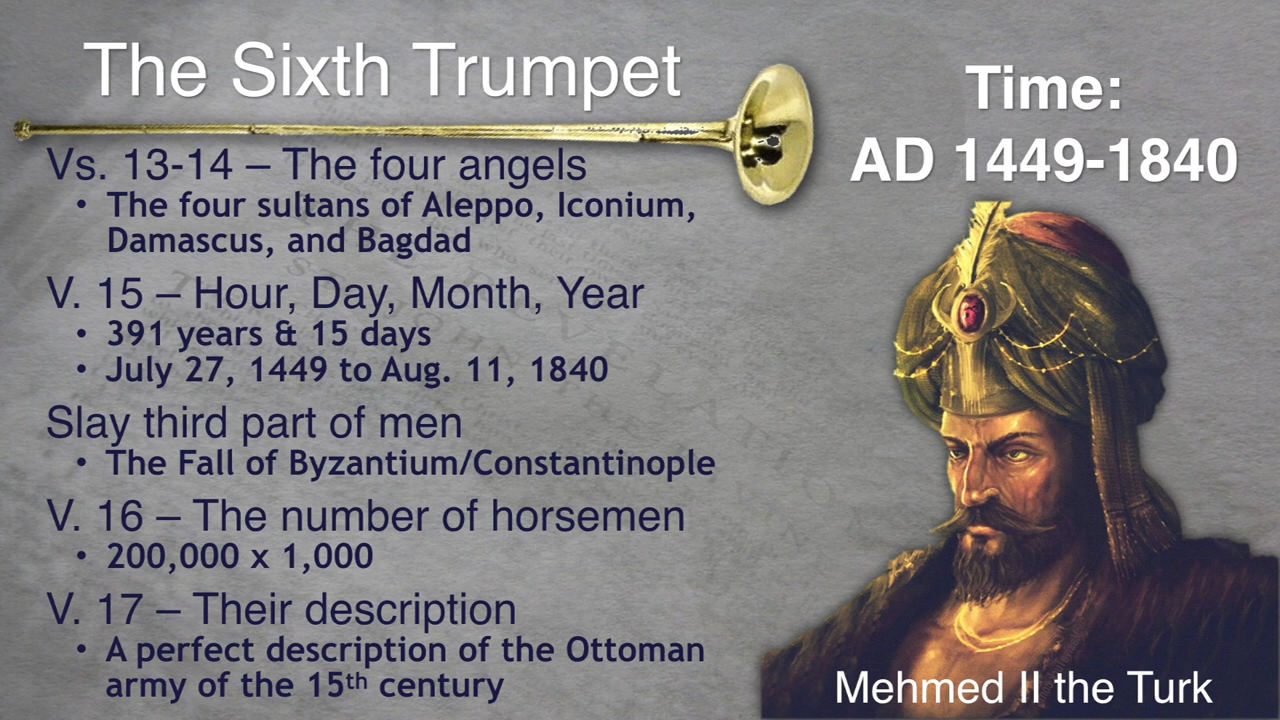 The Sixth Trumpet
Time:
AD 1449-1840
Vs. 13-14 – The four angels
• The four sultans of Aleppo, Iconium,
Damascus, and Bagdad
V. 15 – Hour, Day, Month, Year
• 391 years & 15 days
• July 27, 1449 to Aug. 11, 1840
Slay third part of men
• The Fall of Byzantium/Constantinople
V. 16 – The number of horsemen
• 200,000 x 1,000
V. 17 – Their description
• A perfect description of the Ottoman
army of the 15th century
Mehmed II the Turk